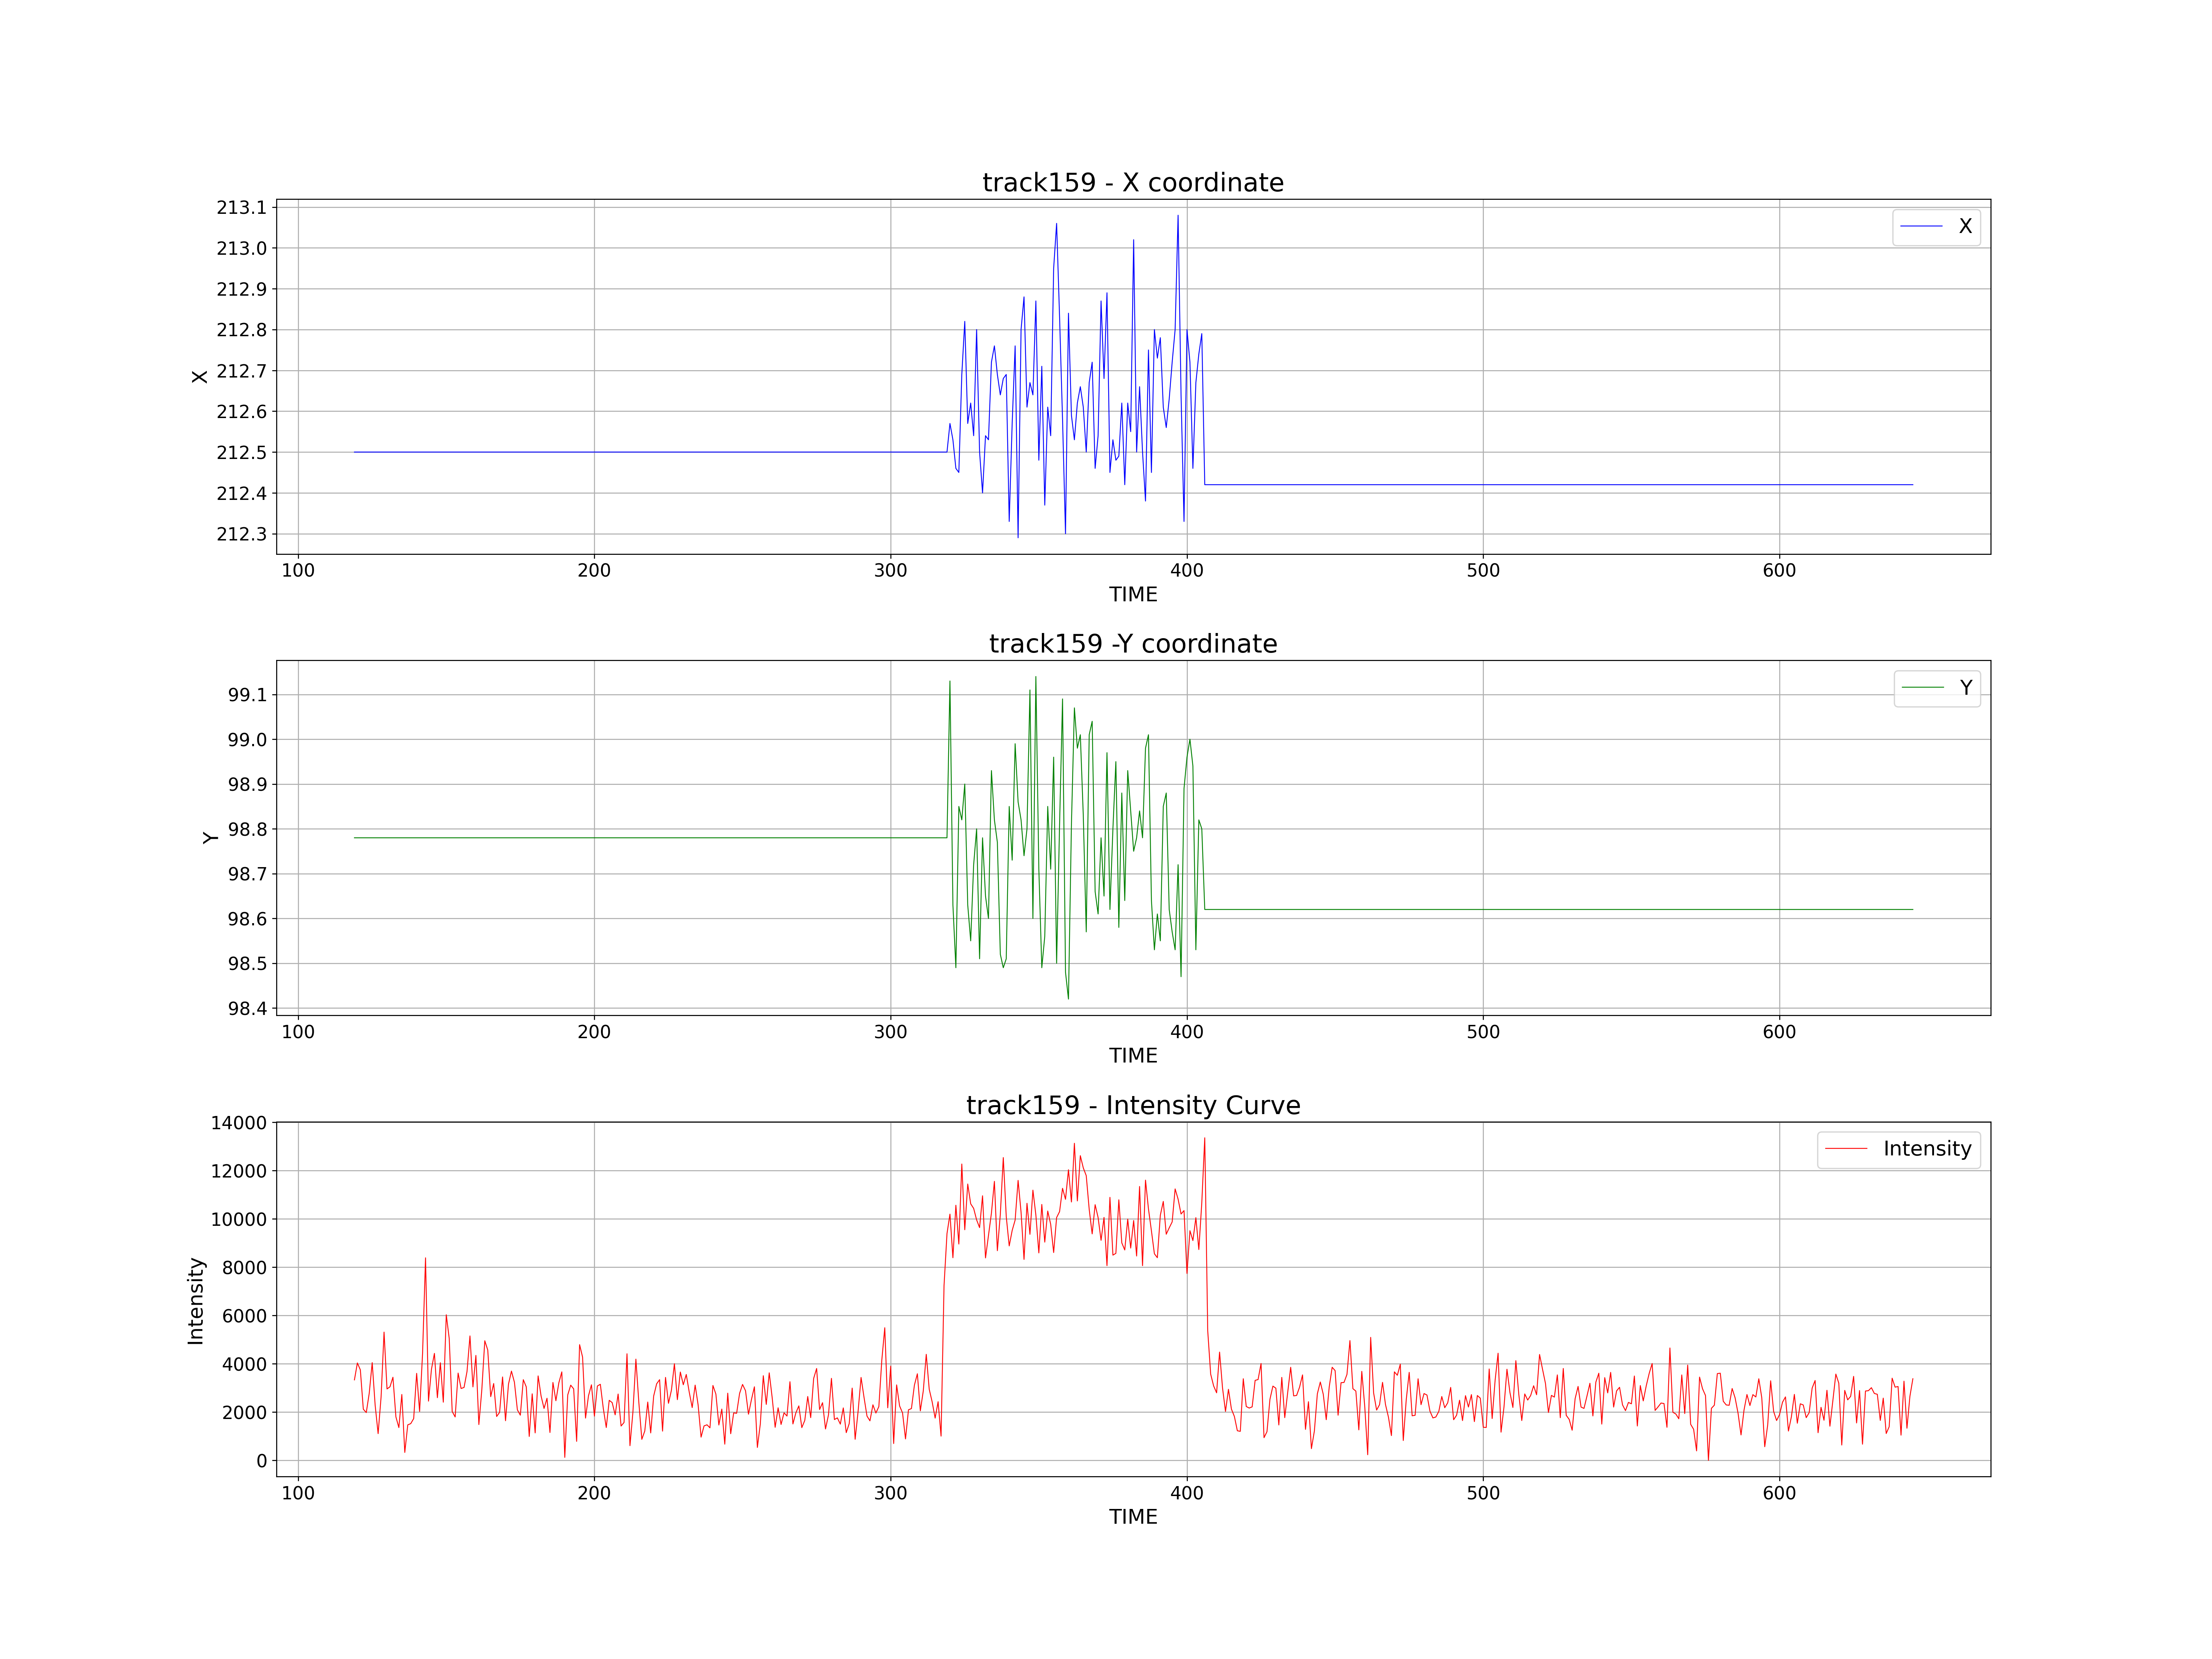 track159 - X coordinate
213.1
213.0
212.9
212.8
212.7
212.6
212.5
212.4
212.3
X
X
100 200 300 400 500 600
TIME
track159 -Y coordinate
99.1
99.0
98.9
98.8
98.7
98.6
98.5
98.4
Y
Y
100 200 300 400 500 600
TIME
track159 - Intensity Curve
14000
12000
10000
8000
6000
4000
2000
0
Intensity
Intensity
100 200 300 400 500 600
TIME